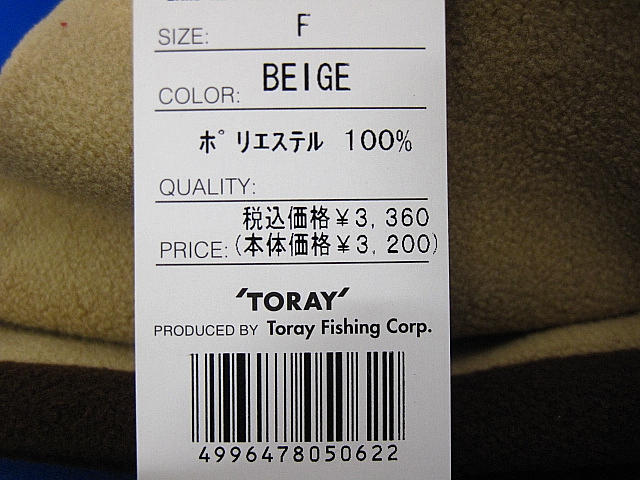 SIZE: F
COLOR: BEIGE
ポリエステル 100%
QUALITY:
税込価格¥3,360
PRICE: (本体価格¥3,200)
'TORAY'
PRODUCED BY Toray Fishing Corp.
4996478050622